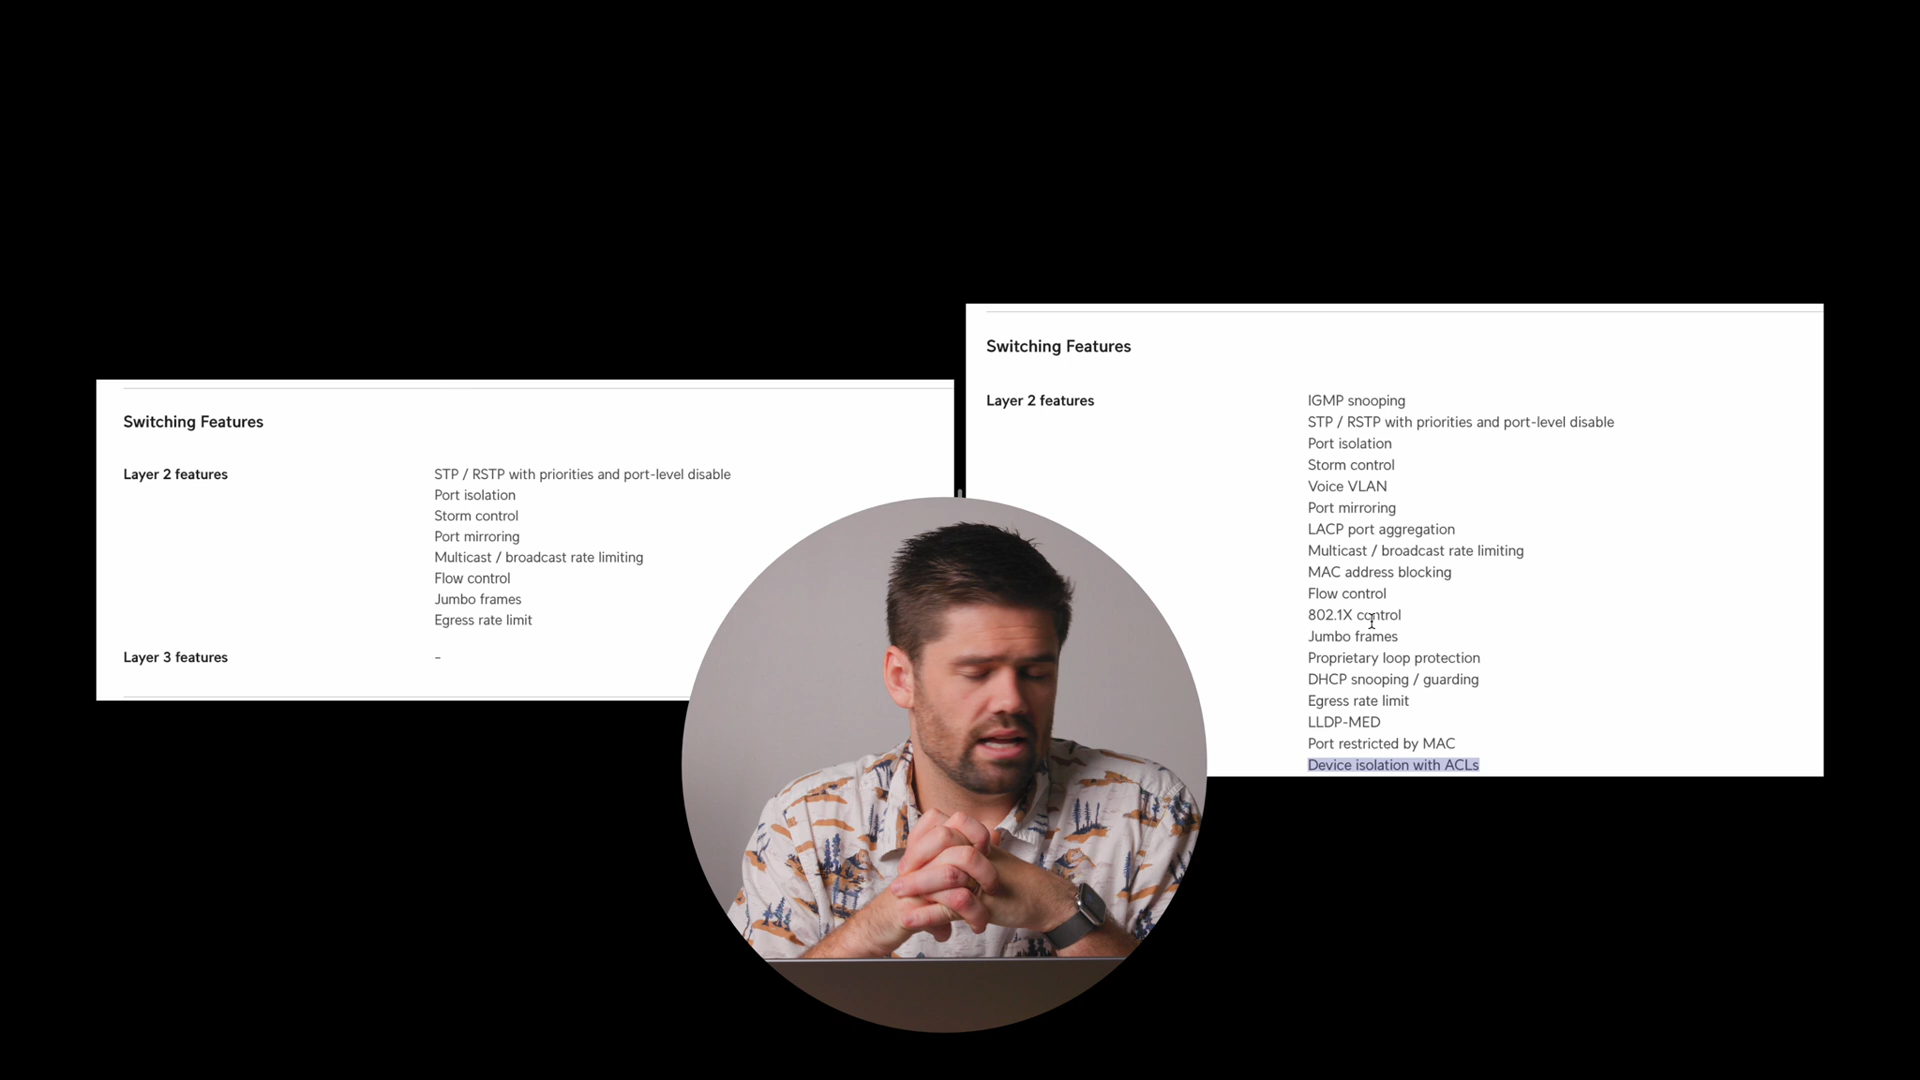 Switching Features
Layer 2 features
STP / RSTP with priorities and port-level disable
Port isolation
Storm control
Port mirroring
Multicast / broadcast rate limiting
Flow control
Jumbo frames
Egress rate limit
Layer 3 features
–
Switching Features
Layer 2 features
IGMP snooping
STP / RSTP with priorities and port-level disable
Port isolation
Storm control
Voice VLAN
Port mirroring
LACP port aggregation
Multicast / broadcast rate limiting
MAC address blocking
Flow control
802.1X control
Jumbo frames
Proprietary loop protection
DHCP snooping / guarding
Egress rate limit
LLDP-MED
Port restricted by MAC
Device isolation with ACLs